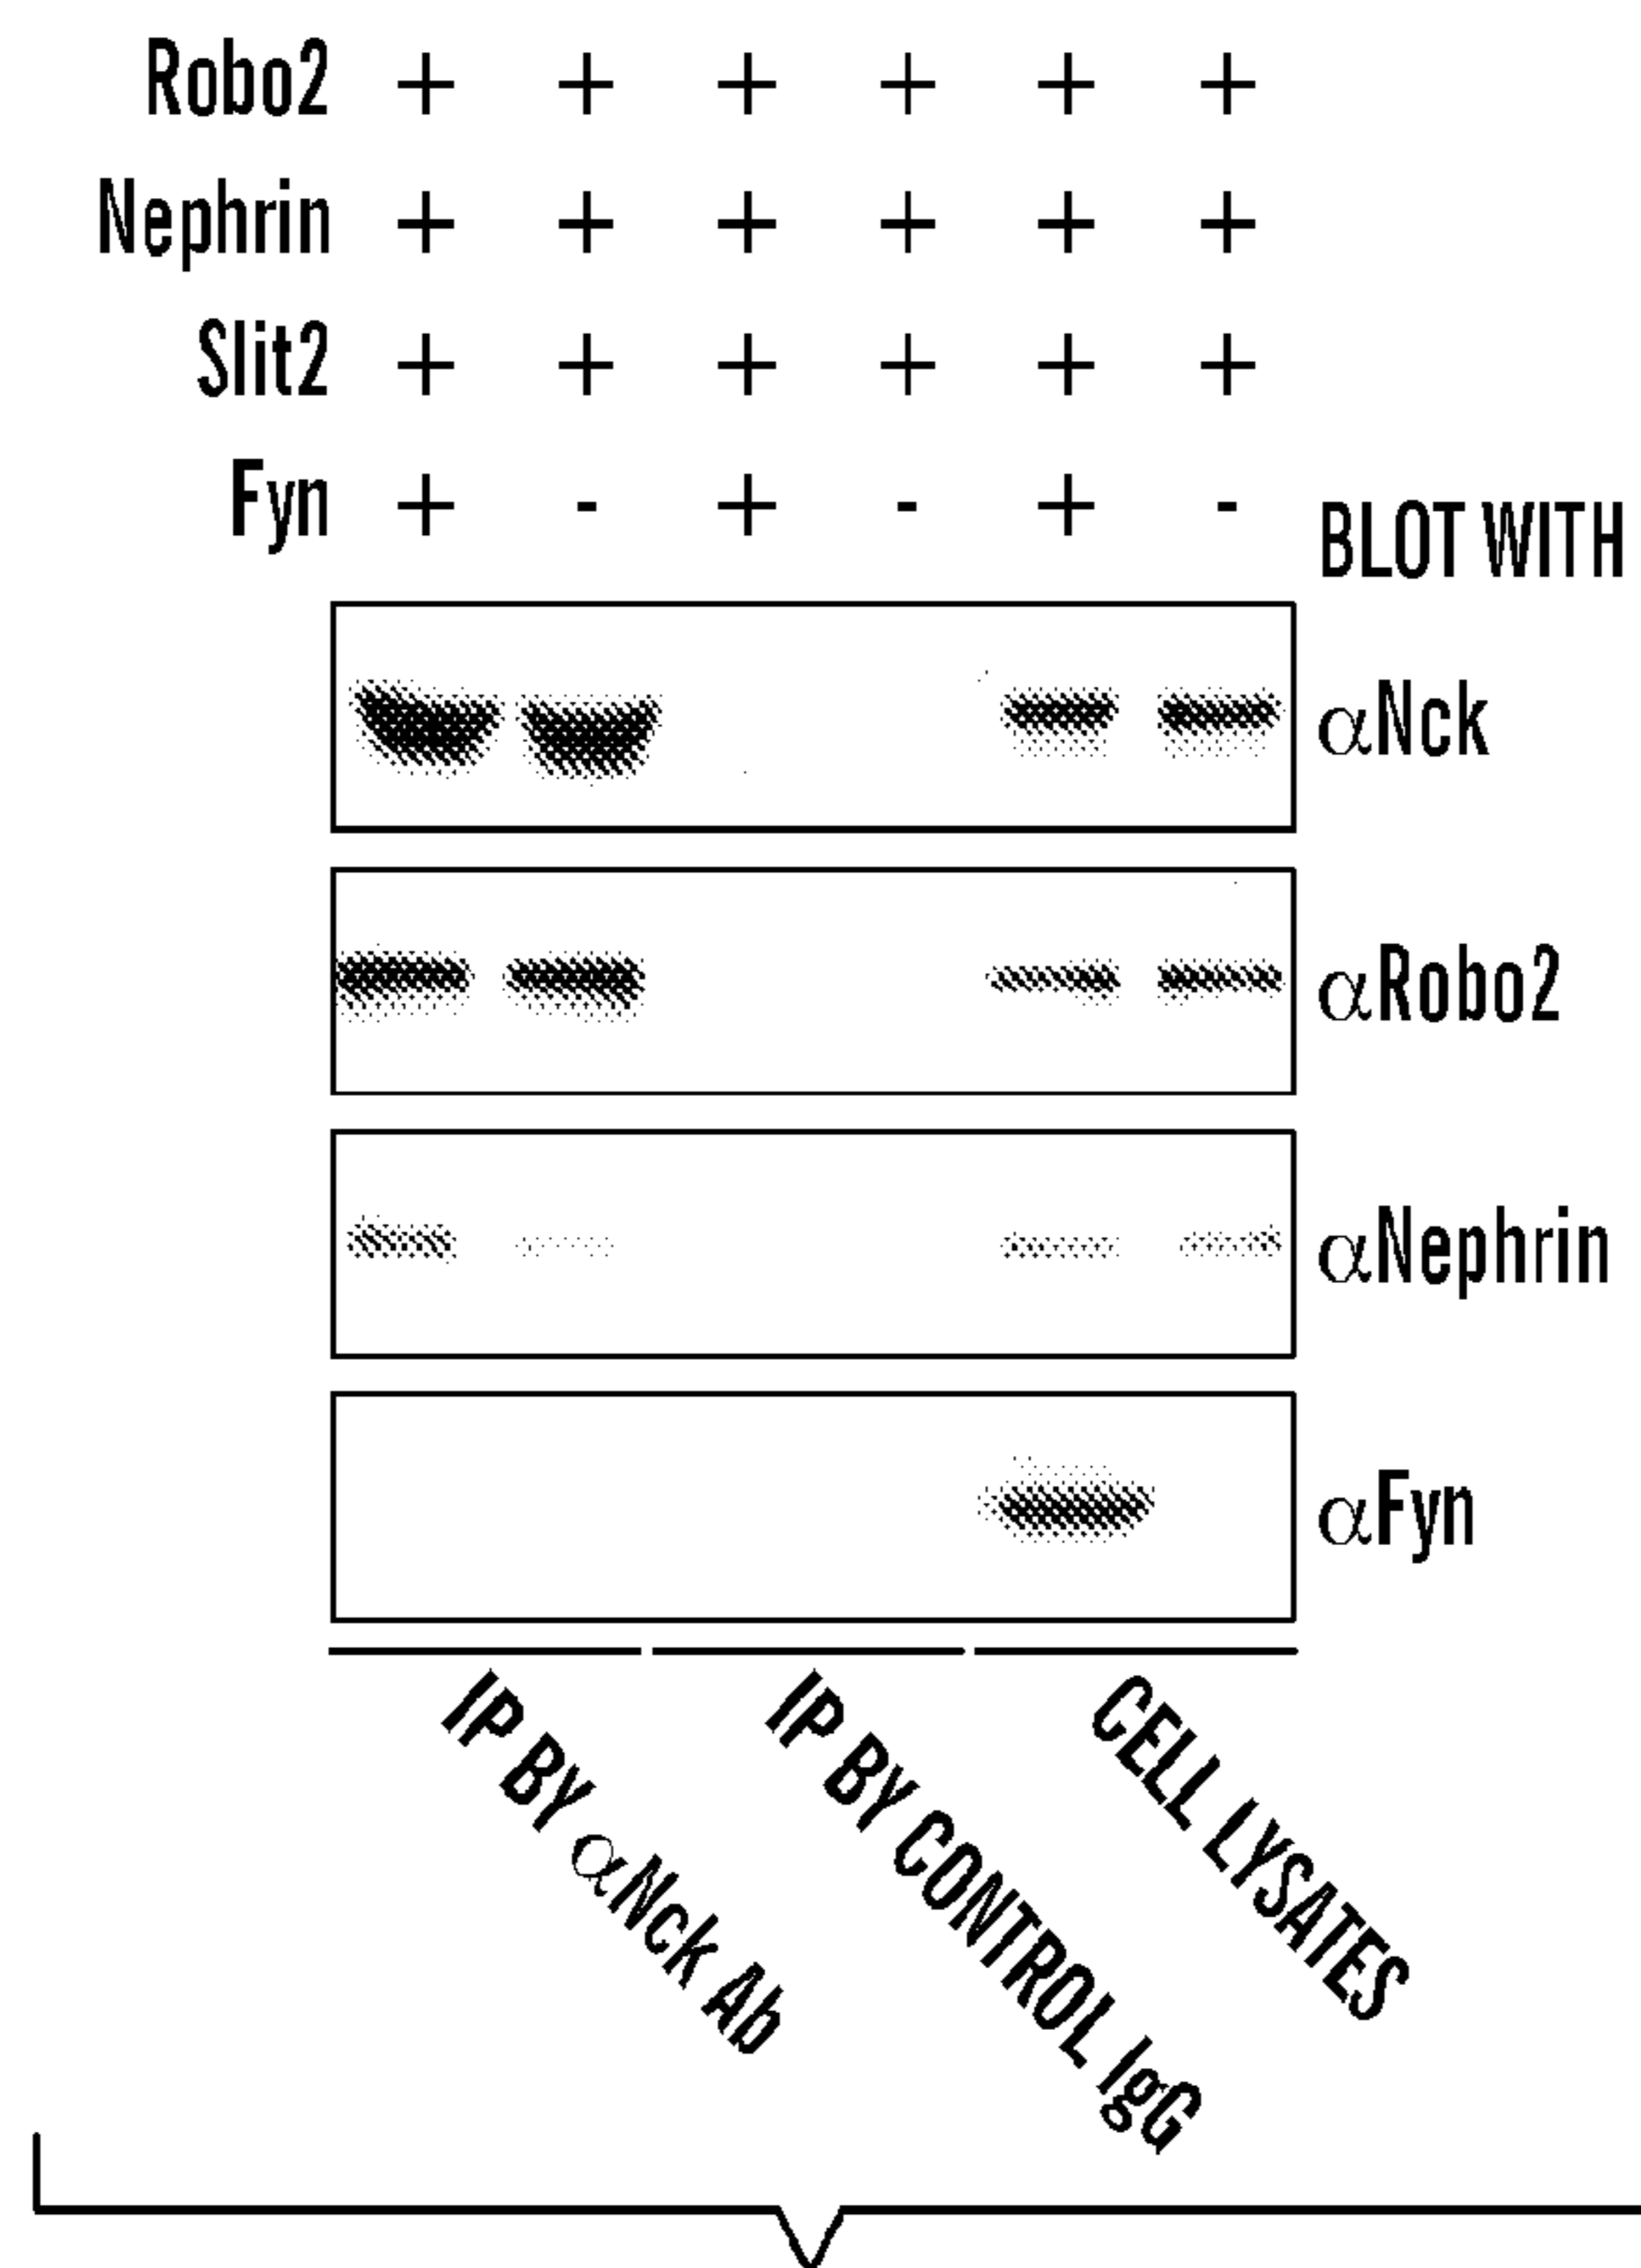 Robo2 + + + + + +
Nephrin + + + + + +
Slit2 + + + + + +
Fyn + - + - + -
BLOT WITH
αNck
αRobo2
αNephrin
αFyn
IP BY αNck Ab
IP BY CONTROL IgG
CELL LYSATES